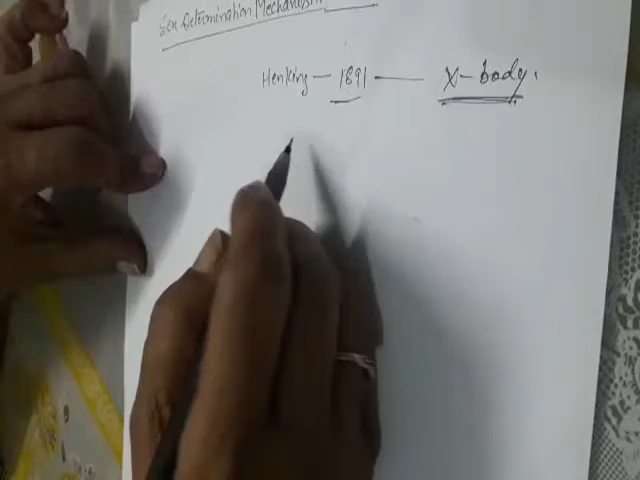 Sex Determination Mechanism
Henking — 1891 — X-body.